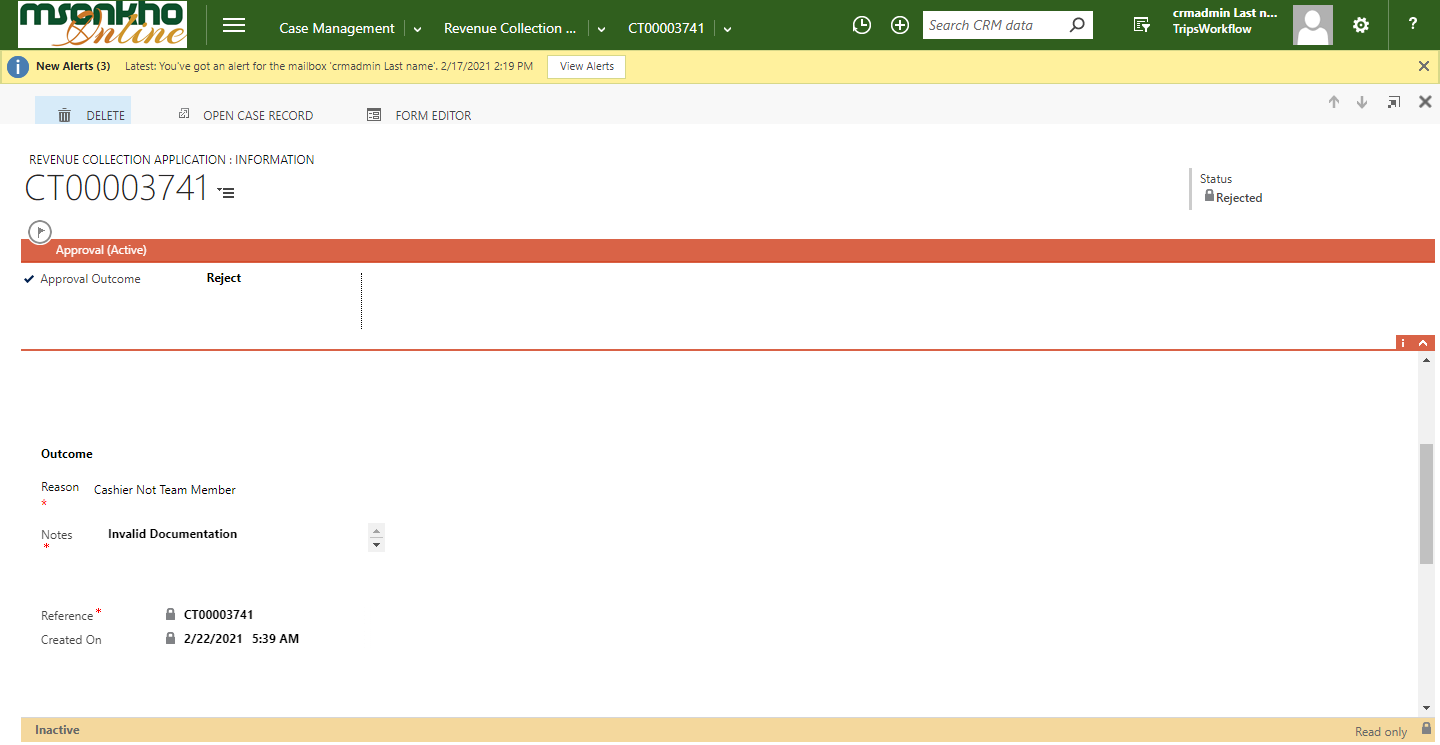 msonkho
Online
Case Management
Revenue Collection ...
CT00003741
Search CRM data
crmadmin Last n...
TripsWorkflow
?
New Alerts (3) Latest: You've got an alert for the mailbox 'crmadmin Last name'. 2/17/2021 2:19 PM View Alerts
DELETE OPEN CASE RECORD FORM EDITOR
REVENUE COLLECTION APPLICATION : INFORMATION
CT00003741
Status
Rejected
Approval (Active)
Approval Outcome Reject
Outcome
Reason * Cashier Not Team Member
Notes * Invalid Documentation
Reference * CT00003741
Created On 2/22/2021 5:39 AM
Inactive Read only